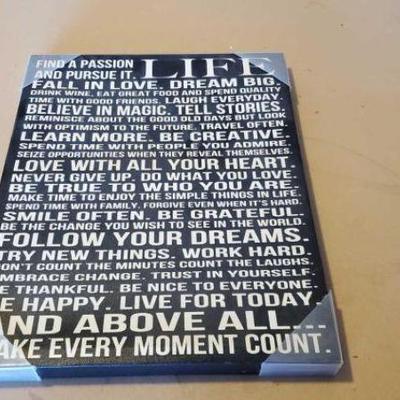 FIND A PASSION LIFE
AND PURSUE IT.
FALL IN LOVE. DREAM BIG.
DRINK WINE, EAT GREAT FOOD AND SPEND QUALITY
TIME WITH GOOD FRIENDS. LAUGH EVERYDAY.
BELIEVE IN MAGIC. TELL STORIES.
REMINISCE ABOUT THE GOOD OLD DAYS BUT LOOK
WITH OPTIMISM TO THE FUTURE. TRAVEL OFTEN.
LEARN MORE. BE CREATIVE.
SPEND TIME WITH PEOPLE YOU ADMIRE.
SEIZE OPPORTUNITIES WHEN THEY REVEAL THEMSELVES.
LOVE WITH ALL YOUR HEART.
NEVER GIVE UP. DO WHAT YOU LOVE.
BE TRUE TO WHO YOU ARE.
MAKE TIME TO ENJOY THE SIMPLE THINGS IN LIFE.
SPEND TIME WITH FAMILY. FORGIVE EVEN WHEN IT'S HARD.
SMILE OFTEN. BE GRATEFUL.
BE THE CHANGE YOU WISH TO SEE IN THE WORLD.
FOLLOW YOUR DREAMS.
TRY NEW THINGS. WORK HARD.
DON'T COUNT THE MINUTES COUNT THE LAUGHS.
EMBRACE CHANGE. TRUST IN YOURSELF.
BE THANKFUL. BE NICE TO EVERYONE.
BE HAPPY. LIVE FOR TODAY.
AND ABOVE ALL...
MAKE EVERY MOMENT COUNT.